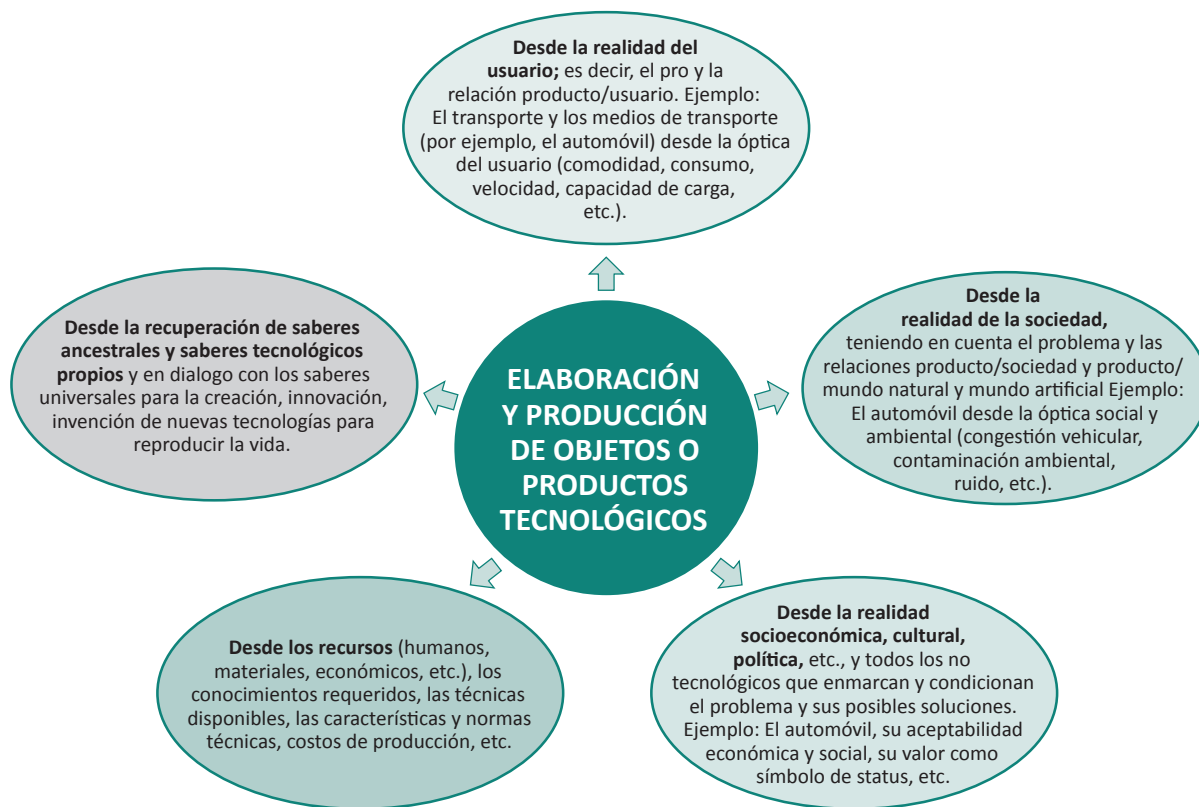 Desde la realidad del
usuario; es decir, el pro y la
relación producto/usuario. Ejemplo:
El transporte y los medios de transporte
(por ejemplo, el automóvil) desde la óptica
del usuario (comodidad, consumo,
velocidad, capacidad de carga,
etc.).
Desde la recuperación de saberes
ancestrales y saberes tecnológicos
propios y en dialogo con los saberes
universales para la creación, innovación,
invención de nuevas tecnologías para
reproducir la vida.
ELABORACIÓN
Y PRODUCCIÓN
DE OBJETOS O
PRODUCTOS
TECNOLÓGICOS
Desde la
realidad de la sociedad,
teniendo en cuenta el problema y las
relaciones producto/sociedad y producto/
mundo natural y mundo artificial Ejemplo:
El automóvil desde la óptica social y
ambiental (congestión vehicular,
contaminación ambiental,
ruido, etc.).
Desde los recursos (humanos,
materiales, económicos, etc.), los
conocimientos requeridos, las técnicas
disponibles, las características y normas
técnicas, costos de producción, etc.
Desde la realidad
socioeconómica, cultural,
política, etc., y todos los no
tecnológicos que enmarcan y condicionan
el problema y sus posibles soluciones.
Ejemplo: El automóvil, su aceptabilidad
económica y social, su valor como
símbolo de status, etc.